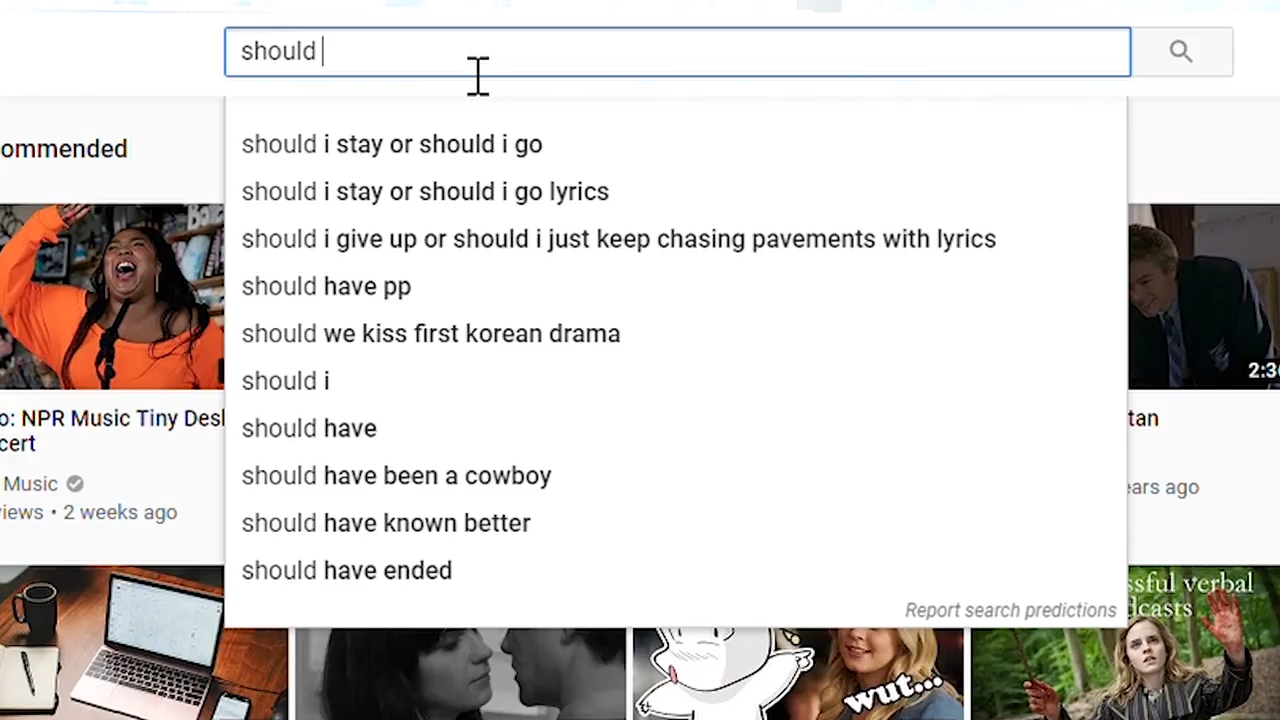 should
should i stay or should i go
should i stay or should i go lyrics
should i give up or should i just keep chasing pavements with lyrics
should have pp
should we kiss first korean drama
should i
should have
should have been a cowboy
should have known better
should have ended
Report search predictions
ommended
o: NPR Music Tiny Desk
cert
Music
iews • 2 weeks ago
2:3
tan
ears ago
wut...
ssful verbal
dcasts